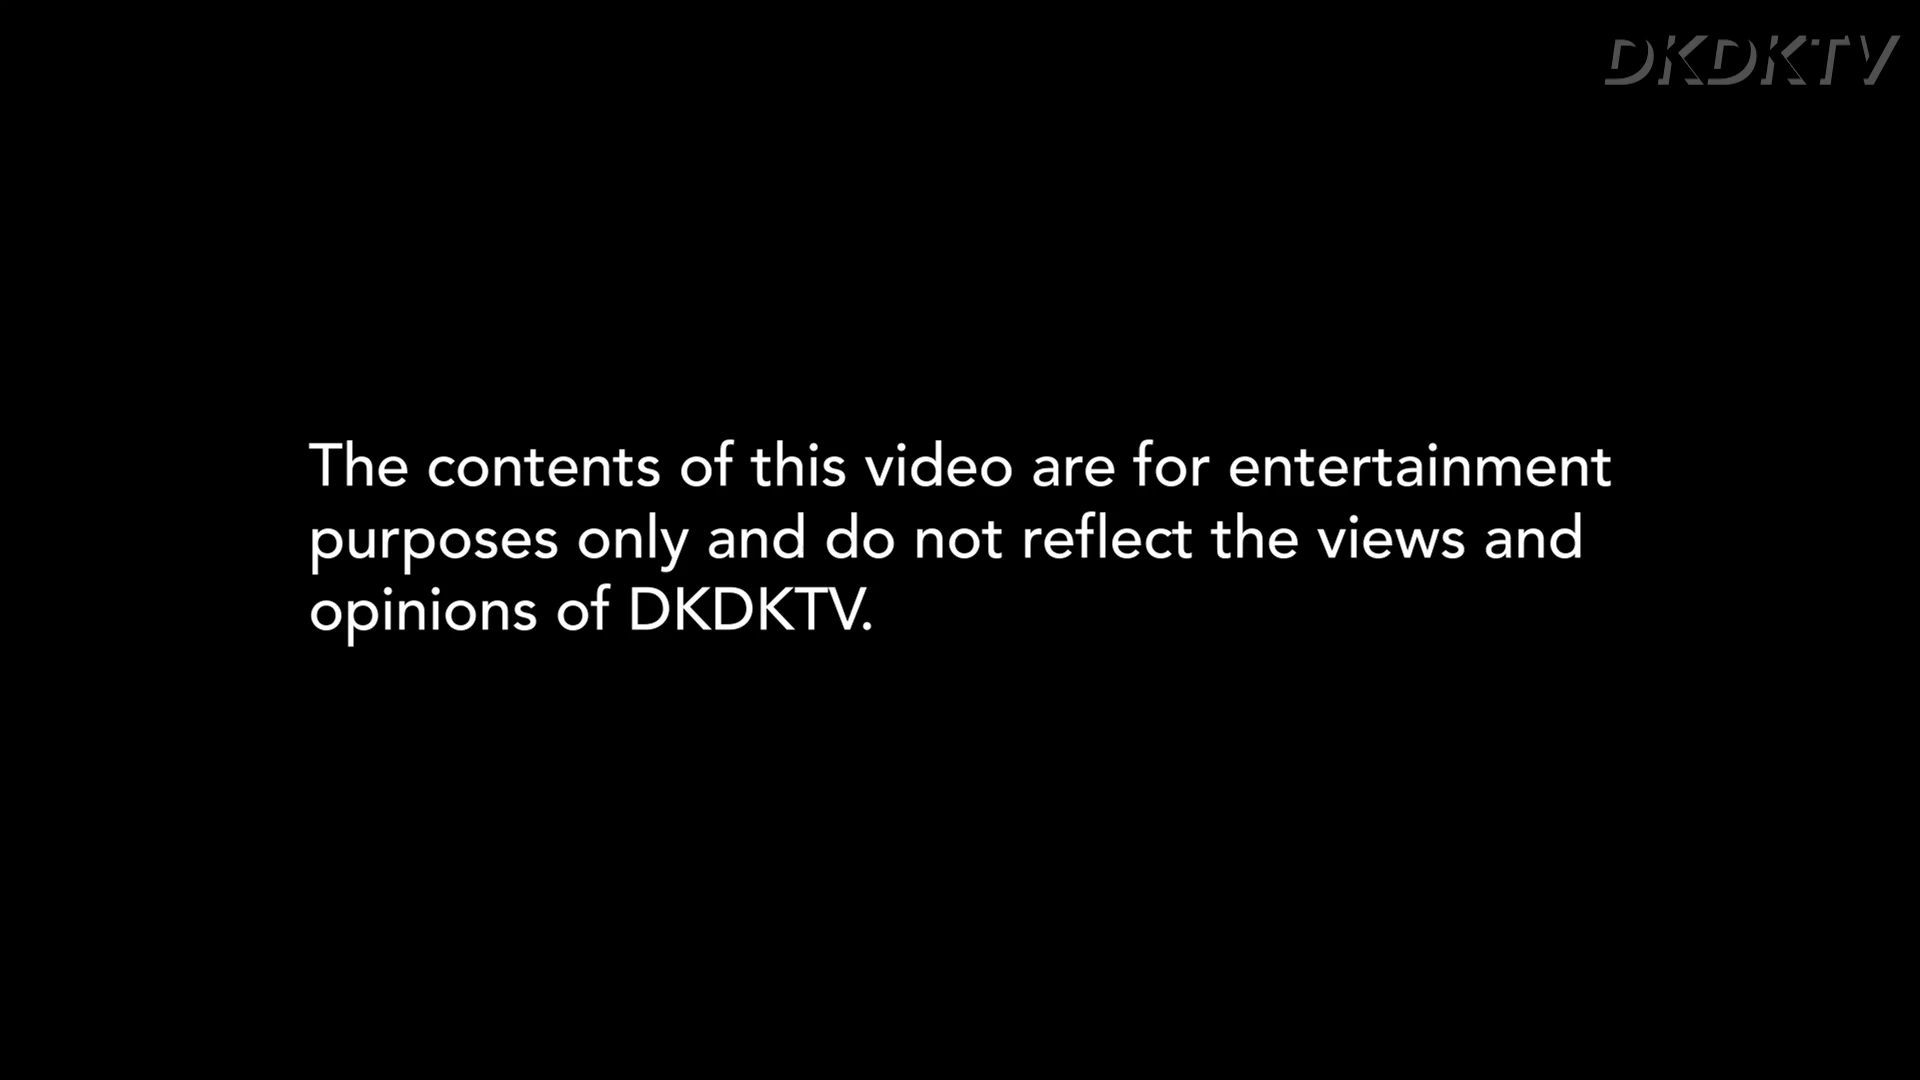 DKDKTV
The contents of this video are for entertainment
purposes only and do not reflect the views and
opinions of DKDKTV.